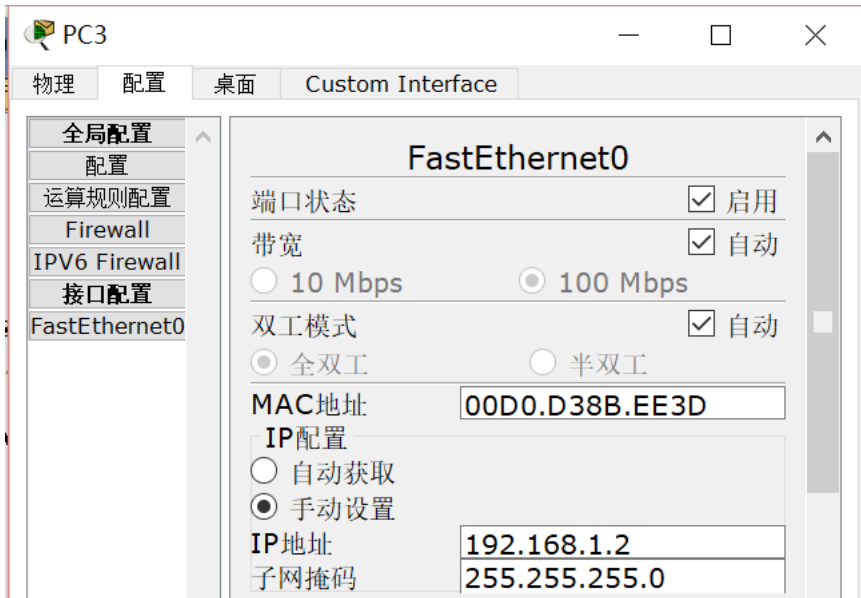 PC3
物理 配置 桌面 Custom Interface
全局配置
配置
运算规则配置
Firewall
IPV6 Firewall
接口配置
FastEthernet0
FastEthernet0
端口状态 启用
带宽 自动
10 Mbps 100 Mbps
双工模式 自动
全双工 半双工
MAC地址 00D0.D38B.EE3D
IP配置
自动获取
手动设置
IP地址 192.168.1.2
子网掩码 255.255.255.0